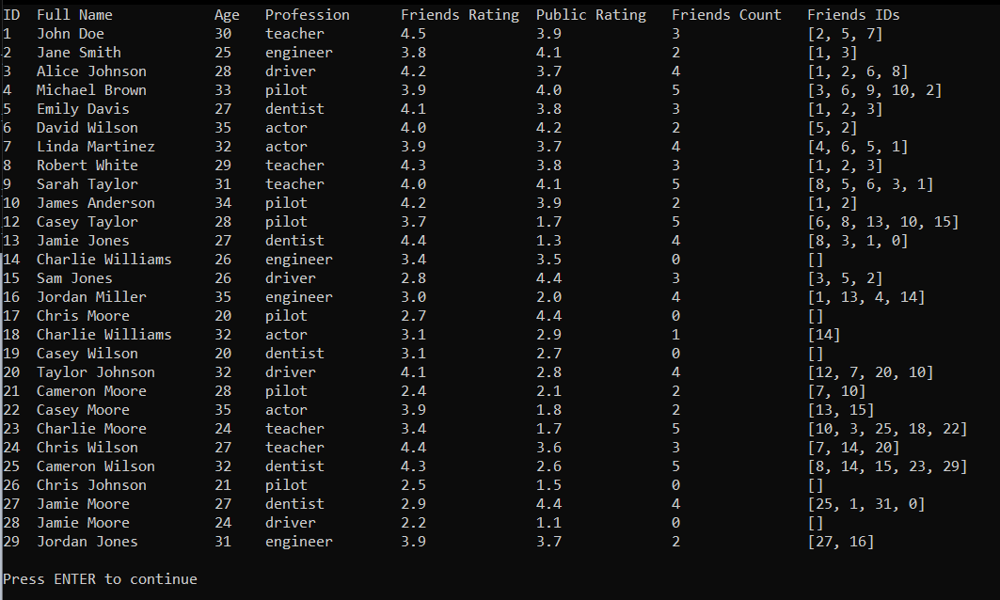 ID  Full Name            Age   Profession      Friends Rating  Public Rating   Friends Count   Friends IDs
1   John Doe             30    teacher         4.5             3.9             3               [2, 5, 7]
2   Jane Smith           25    engineer        3.8             4.1             2               [1, 3]
3   Alice Johnson        28    driver          4.2             3.7             4               [1, 2, 6, 8]
4   Michael Brown        33    pilot           3.9             4.0             5               [3, 6, 9, 10, 2]
5   Emily Davis          27    dentist         4.1             3.8             3               [1, 2, 3]
6   David Wilson         35    actor           4.0             4.2             2               [5, 2]
7   Linda Martinez       32    actor           3.9             3.7             4               [4, 6, 5, 1]
8   Robert White         29    teacher         4.3             3.8             3               [1, 2, 3]
9   Sarah Taylor         31    teacher         4.0             4.1             5               [8, 5, 6, 3, 1]
10  James Anderson       34    pilot           4.2             3.9             2               [1, 2]
12  Casey Taylor         28    pilot           3.7             1.7             5               [6, 8, 13, 10, 15]
13  Jamie Jones          27    dentist         4.4             1.3             4               [8, 3, 1, 0]
14  Charlie Williams     26    engineer        3.4             3.5             0               []
15  Sam Jones            26    driver          2.8             4.4             3               [3, 5, 2]
16  Jordan Miller        35    engineer        3.0             2.0             4               [1, 13, 4, 14]
17  Chris Moore          20    pilot           2.7             4.4             0               []
18  Charlie Williams     32    actor           3.1             2.9             1               [14]
19  Casey Wilson         20    dentist         3.1             2.7             0               []
20  Taylor Johnson       32    driver          4.1             2.8             4               [12, 7, 20, 10]
21  Cameron Moore        28    pilot           2.4             2.1             2               [7, 10]
22  Casey Moore          35    actor           3.9             1.8             2               [13, 15]
23  Charlie Moore        24    teacher         3.4             1.7             5               [10, 3, 25, 18, 22]
24  Chris Wilson         27    teacher         4.4             3.6             3               [7, 14, 20]
25  Cameron Wilson       32    dentist         4.3             2.6             5               [8, 14, 15, 23, 29]
26  Chris Johnson        21    pilot           2.5             1.5             0               []
27  Jamie Moore          27    dentist         2.9             4.4             4               [25, 1, 31, 0]
28  Jamie Moore          24    driver          2.2             1.1             0               []
29  Jordan Jones         31    engineer        3.9             3.7             2               [27, 16]
Press ENTER to continue